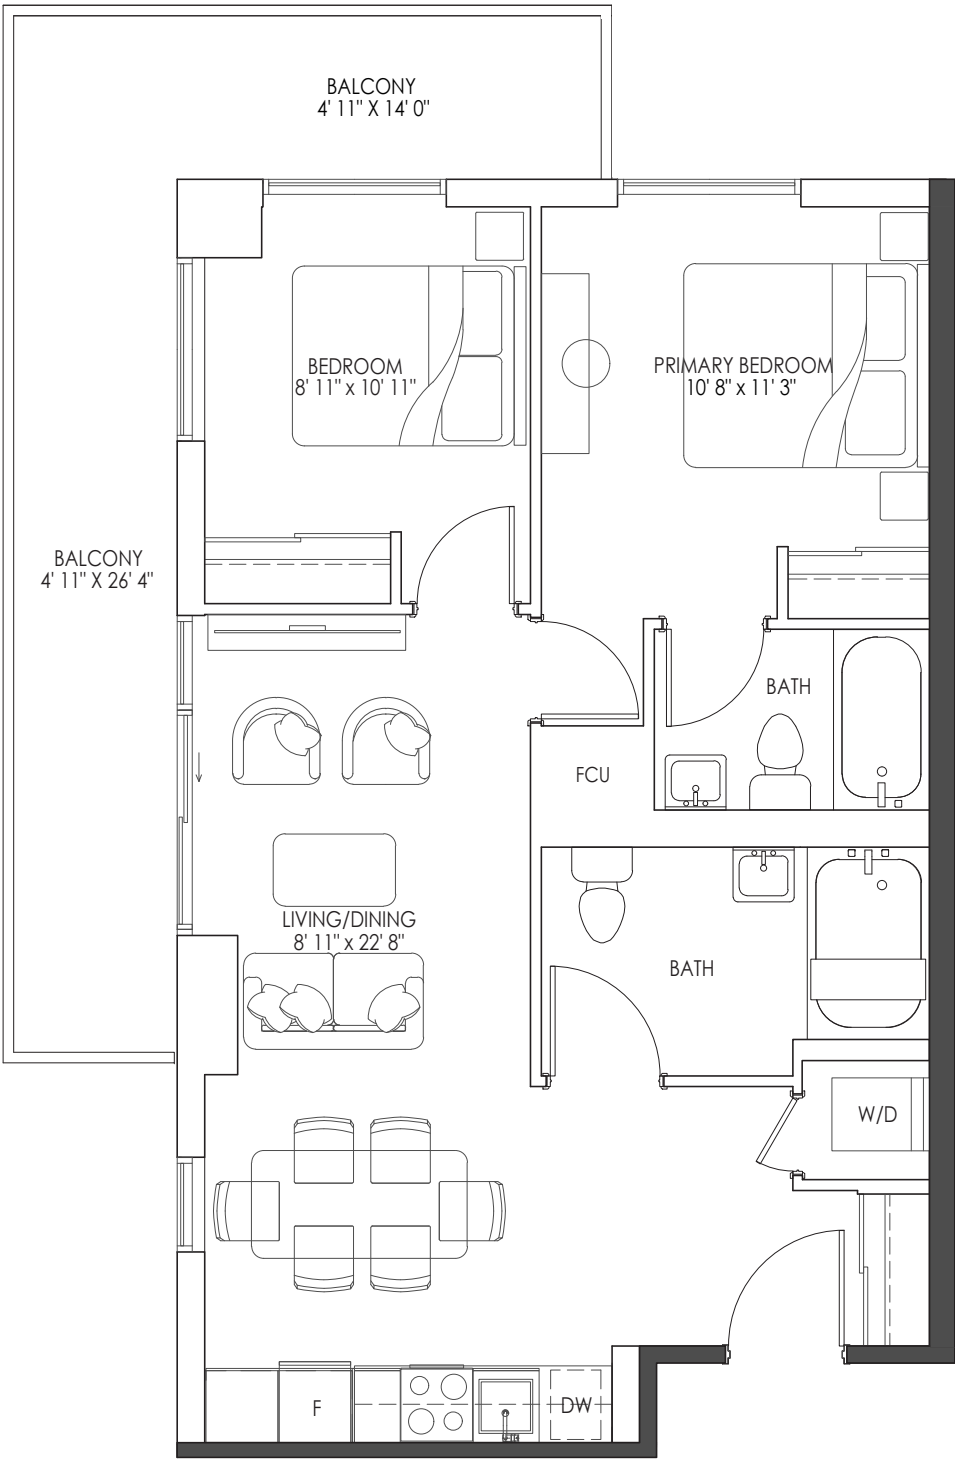 BALCONY
4' 11" X 14' 0"
BEDROOM
8' 11" x 10' 11"
PRIMARY BEDROOM
10' 8" x 11' 3"
BALCONY
4' 11" X 26' 4"
BATH
FCU
LIVING/DINING
8' 11" x 22' 8"
BATH
W/D
F
DW